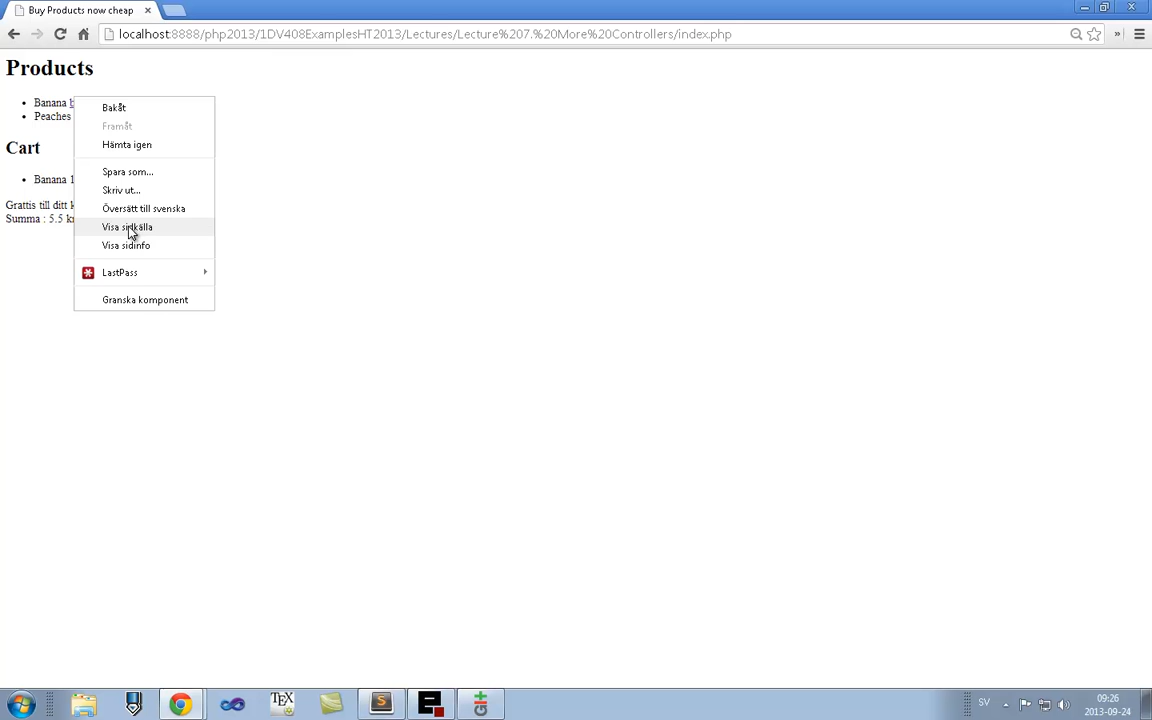 Buy Products now cheap
localhost:8888/php2013/1DV408ExamplesHT2013/Lectures/Lecture%207.%20More%20Controllers/index.php
Products
Banana b
Peaches
Cart
Banana 1
Grattis till ditt k
Summa : 5.5 k
Bakåt
Framåt
Hämta igen
Spara som...
Skriv ut...
Översätt till svenska
Visa sidkälla
Visa sidinfo
LastPass
Granska komponent
TEX
S
Git
SV
09:26
2013-09-24